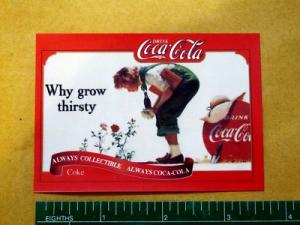 DRINK
Coca-Cola
Why grow
thirsty
DRINK
Coca-Cola
ALWAYS COLLECTIBLE
ALWAYS COCA-COLA
Coke
EIGHTHS
1
2
3
4